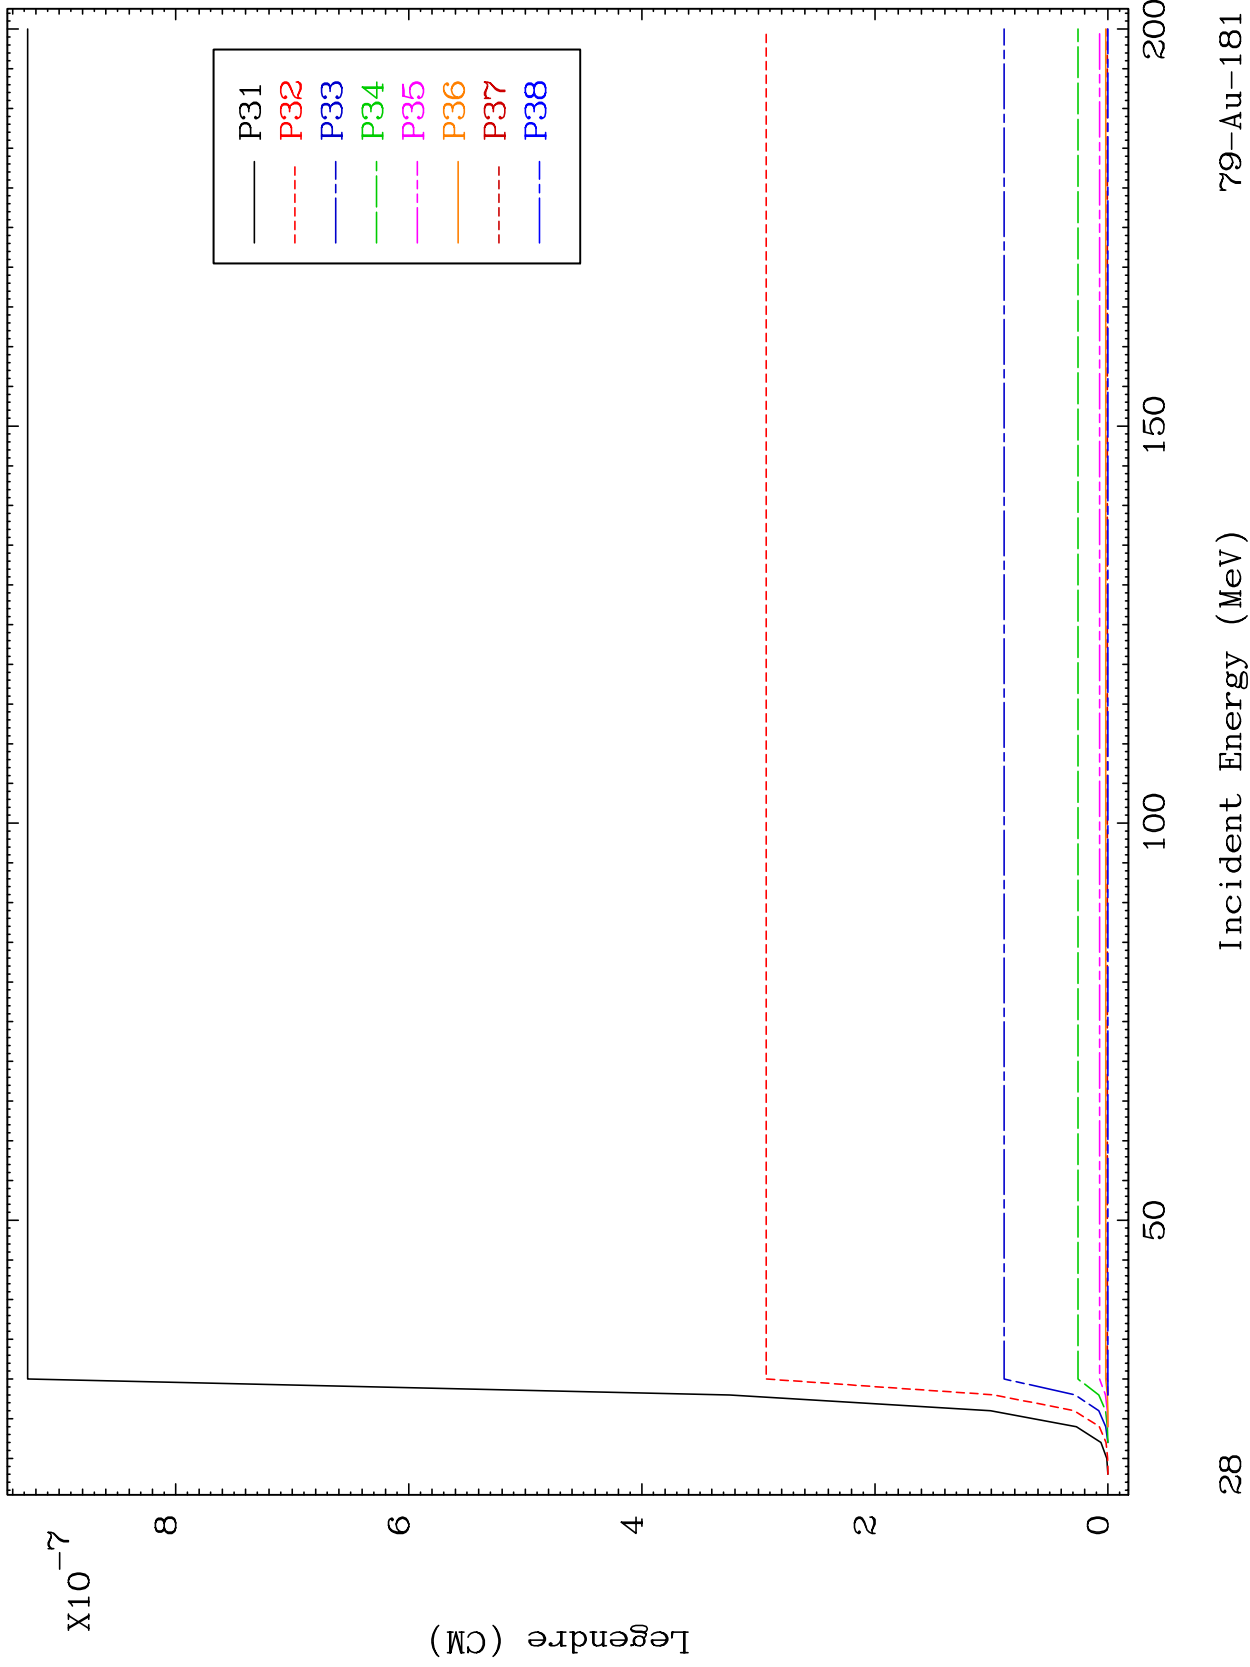 X10-7
8
6
4
2
0
Legendre (CM)
P31
P32
P33
P34
P35
P36
P37
P38
50
100
150
200
Incident Energy (MeV)
28
79-Au-181